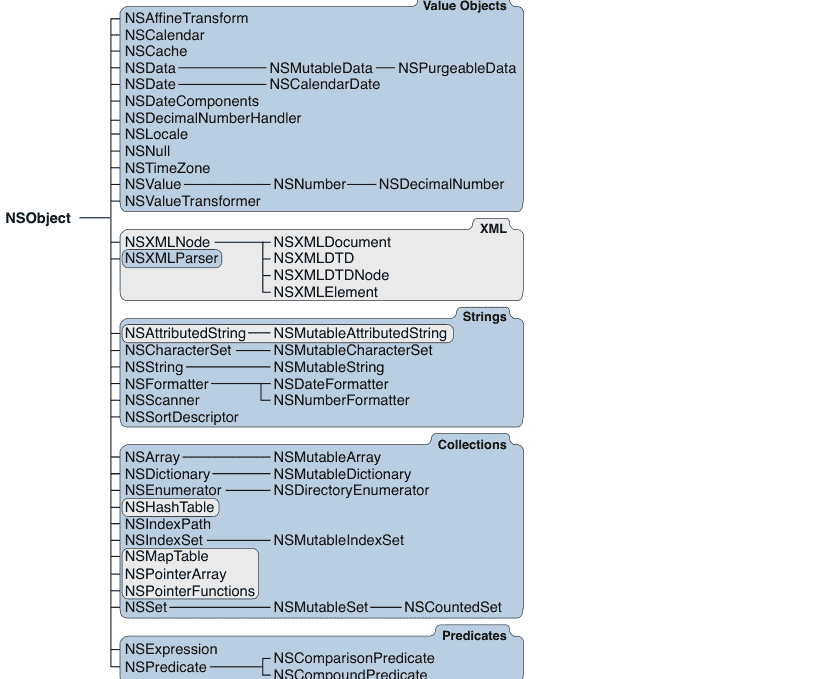 Value Objects
NSAffineTransform
NSCalendar
NSCache
NSData NSMutableData NSPurgeableData
NSDate NSCalendarDate
NSDateComponents
NSDecimalNumberHandler
NSLocale
NSNull
NSTimeZone
NSValue NSNumber NSDecimalNumber
NSValueTransformer
NSObject
XML
NSXMLNode NSXMLDocument
NSXMLParser NSXMLDTD
NSXMLDTDNode
NSXMLElement
Strings
NSAttributedString NSMutableAttributedString
NSCharacterSet NSMutableCharacterSet
NSString NSMutableString
NSFormatter NSDateFormatter
NSScanner NSNumberFormatter
NSSortDescriptor
Collections
NSArray NSMutableArray
NSDictionary NSMutableDictionary
NSEnumerator NSDirectoryEnumerator
NSHashTable
NSIndexPath
NSIndexSet NSMutableIndexSet
NSMapTable
NSPointerArray
NSPointerFunctions
NSSet NSMutableSet NSCountedSet
Predicates
NSExpression
NSPredicate NSComparisonPredicate
NSCompoundPredicate